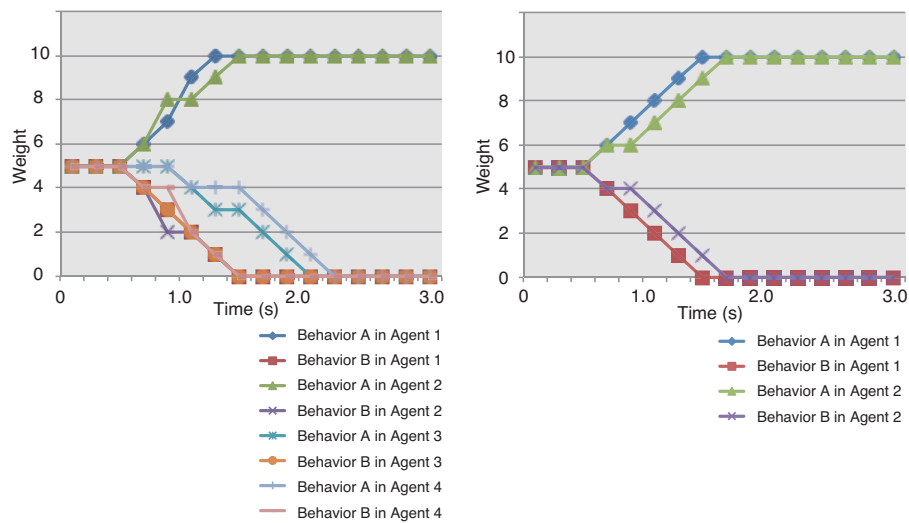 10
8
6
4
2
0
Weight
0
1.0
2.0
3.0
Time (s)
Behavior A in Agent 1
Behavior B in Agent 1
Behavior A in Agent 2
Behavior B in Agent 2
Behavior A in Agent 3
Behavior B in Agent 3
Behavior A in Agent 4
Behavior B in Agent 4
10
8
6
4
2
0
Weight
0
1.0
2.0
3.0
Time (s)
Behavior A in Agent 1
Behavior B in Agent 1
Behavior A in Agent 2
Behavior B in Agent 2